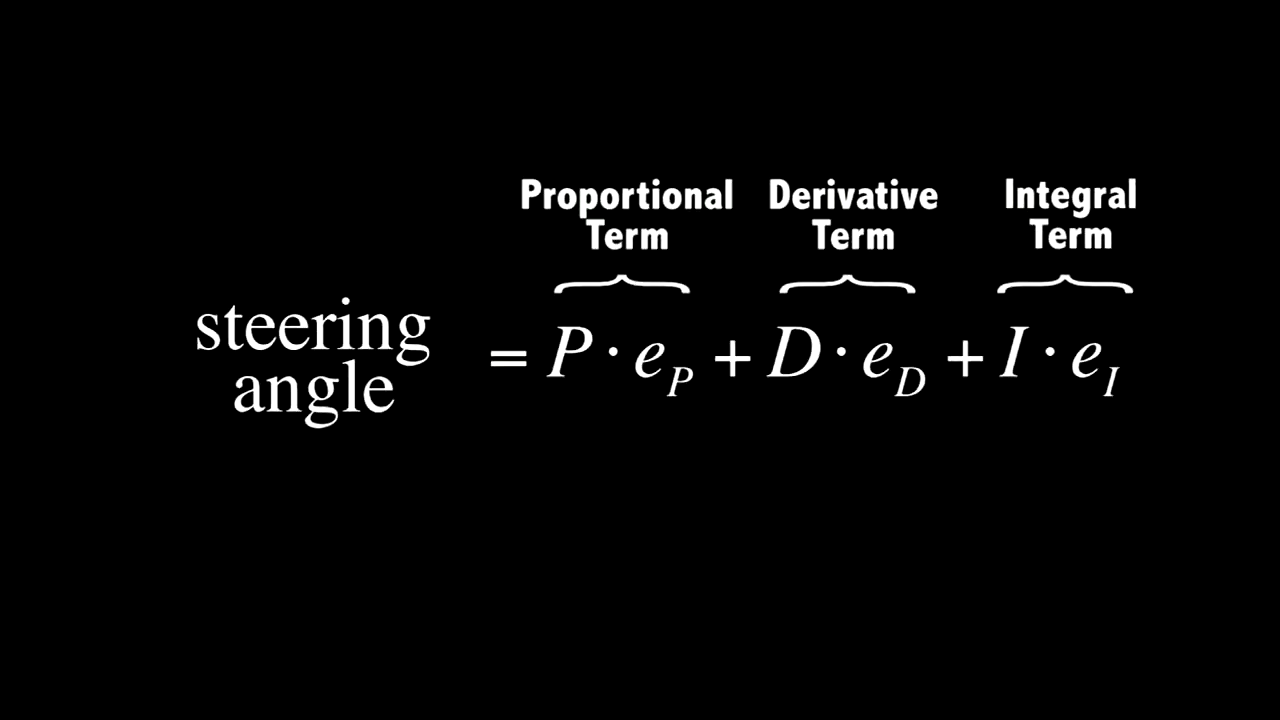 Proportional Term
Derivative Term
Integral Term
steering
angle
= P · e_P + D · e_D + I · e_I